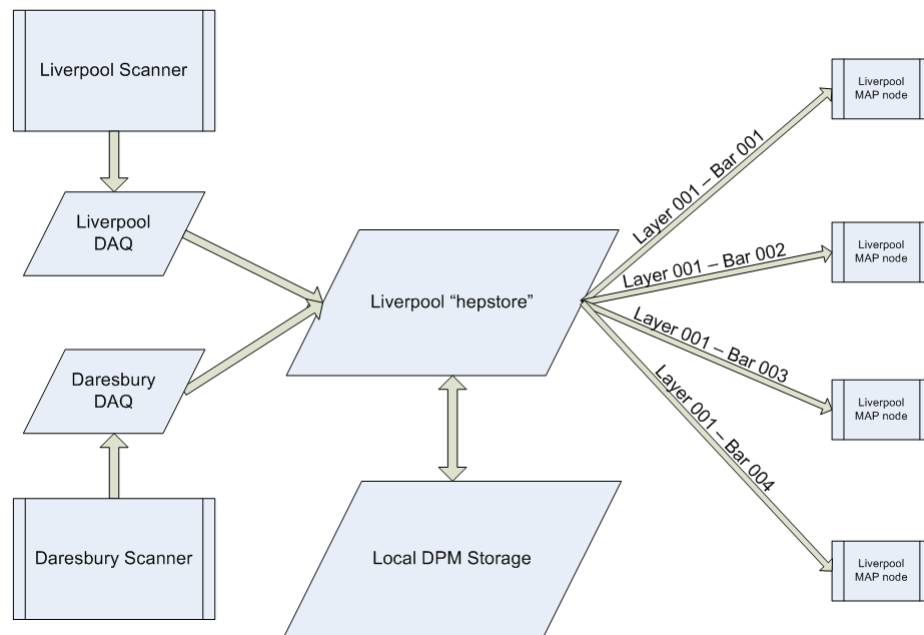 Liverpool Scanner
Liverpool
DAQ
Daresbury
DAQ
Daresbury Scanner
Liverpool “hepstore”
Local DPM Storage
Layer 001 – Bar 001
Layer 001 – Bar 002
Layer 001 – Bar 003
Layer 001 – Bar 004
Liverpool
MAP node
Liverpool
MAP node
Liverpool
MAP node
Liverpool
MAP node